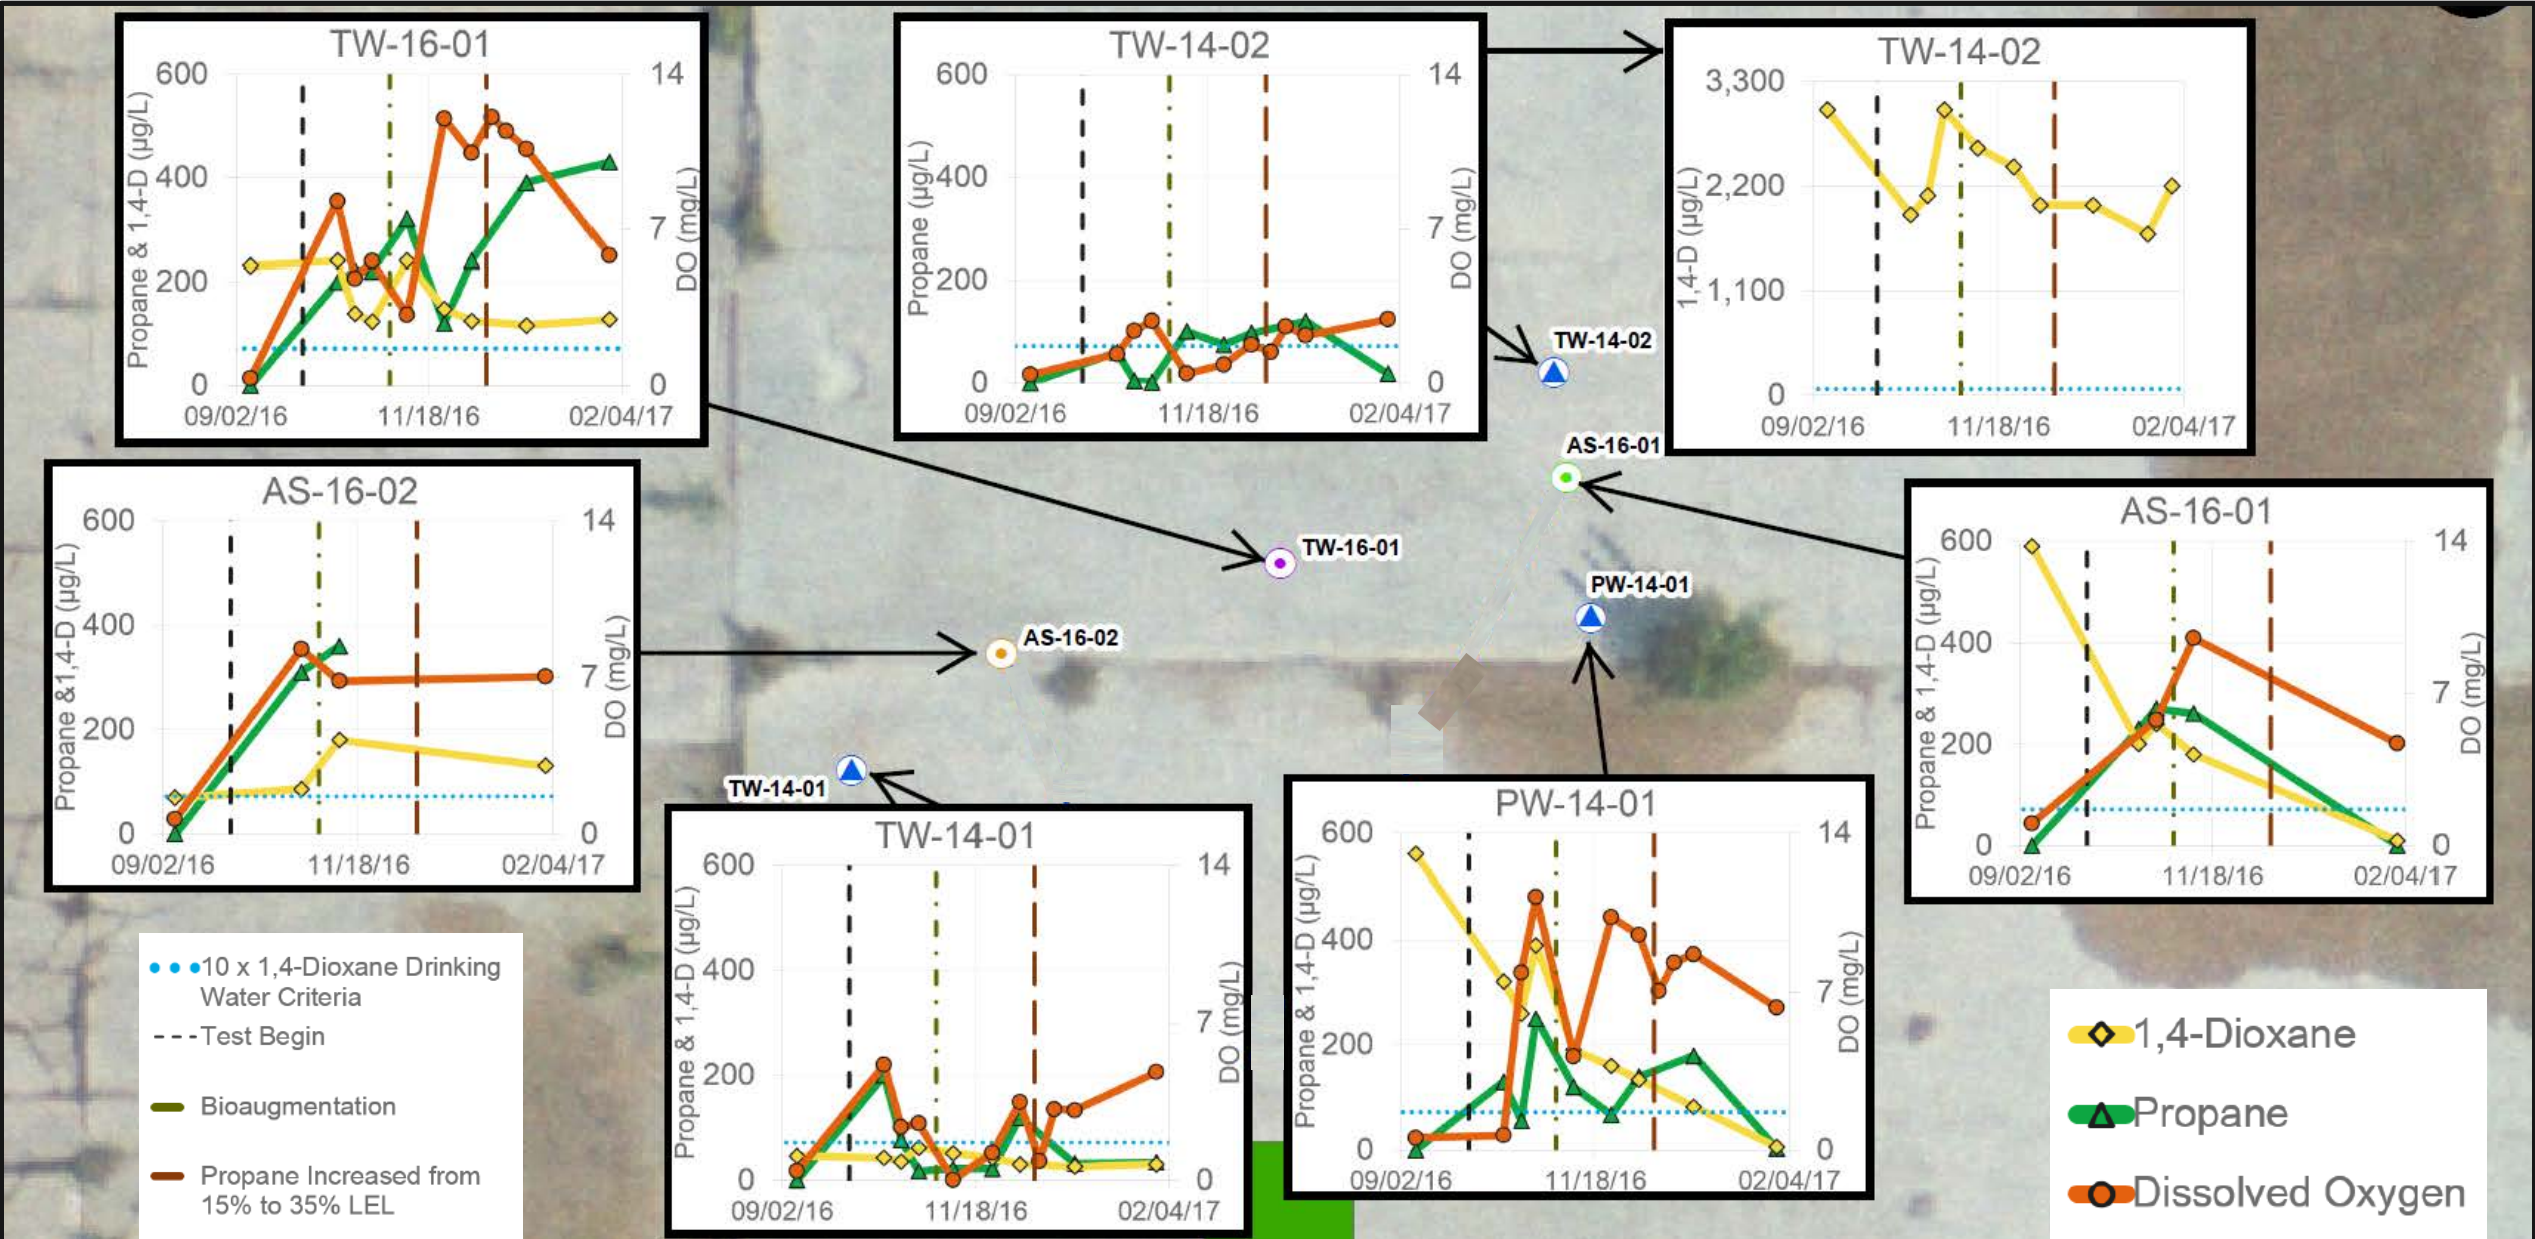 TW-16-01
600
400
200
0
14
7
0
Propane & 1,4-D (µg/L)
DO (mg/L)
09/02/16 11/18/16 02/04/17
TW-14-02
600
400
200
0
14
7
0
Propane (µg/L)
DO (mg/L)
09/02/16 11/18/16 02/04/17
TW-14-02
3,300
2,200
1,100
0
1,4-D (µg/L)
09/02/16 11/18/16 02/04/17
TW-14-02
AS-16-01
TW-16-01
PW-14-01
AS-16-02
TW-14-01
AS-16-02
600
400
200
0
14
7
0
Propane &1,4-D (µg/L)
DO (mg/L)
09/02/16 11/18/16 02/04/17
AS-16-01
600
400
200
0
14
7
0
Propane & 1,4-D (µg/L)
DO (mg/L)
09/02/16 11/18/16 02/04/17
TW-14-01
600
400
200
0
14
7
0
Propane & 1,4-D (µg/L)
DO (mg/L)
09/02/16 11/18/16 02/04/17
PW-14-01
600
400
200
0
14
7
0
Propane & 1,4-D (µg/L)
DO (mg/L)
09/02/16 11/18/16 02/04/17
10 x 1,4-Dioxane Drinking
Water Criteria
Test Begin
Bioaugmentation
Propane Increased from
15% to 35% LEL
1,4-Dioxane
Propane
Dissolved Oxygen